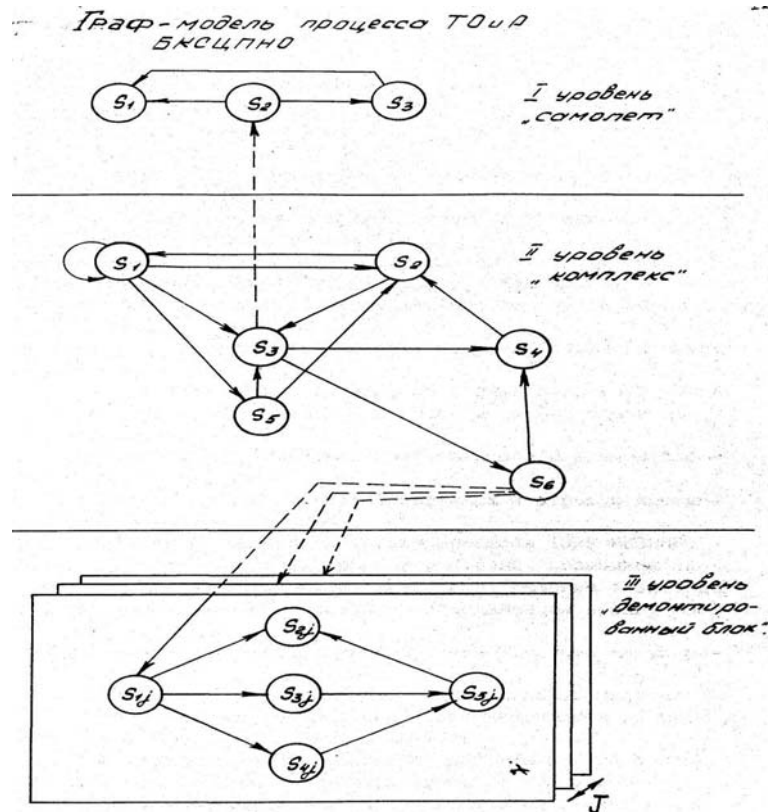 Граф-модель процесса ТОиР
БКСЦПНО
S1 S2 S3
I уровень
„самолет"
S1 S2
II уровень
„комплекс"
S3 S4
S5
S6
III уровень
„демонтиро-
ванный блок"
S2j
S1j S3j S5j
S4j
J